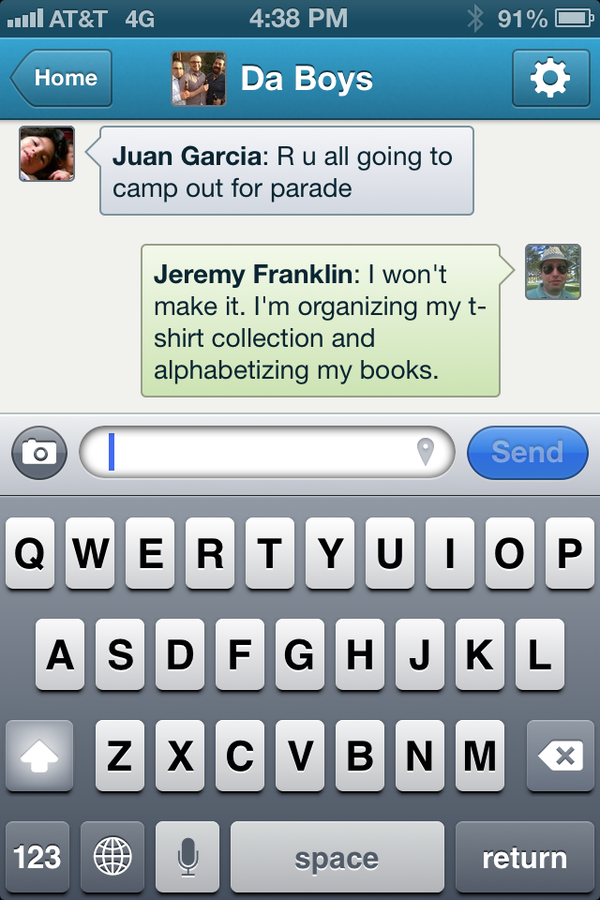 AT&T 4G 4:38 PM 91%
Home Da Boys
Juan Garcia: R u all going to
camp out for parade
Jeremy Franklin: I won't
make it. I'm organizing my t-
shirt collection and
alphabetizing my books.
Send
Q W E R T Y U I O P
A S D F G H J K L
Z X C V B N M
123 space return